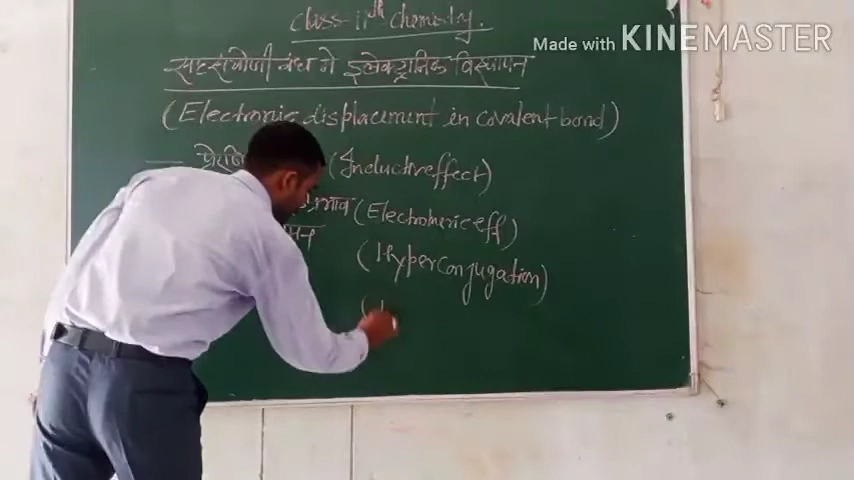 Class-11th Chemistry.
Made with KINEMASTER
सहसंयोजी बंध में इलेक्ट्रानिक विस्थापन
(Electronic displacement in covalent bond)
(Inductive effect)
प्रभाव (Electromeric eff)
(Hyperconjugation)